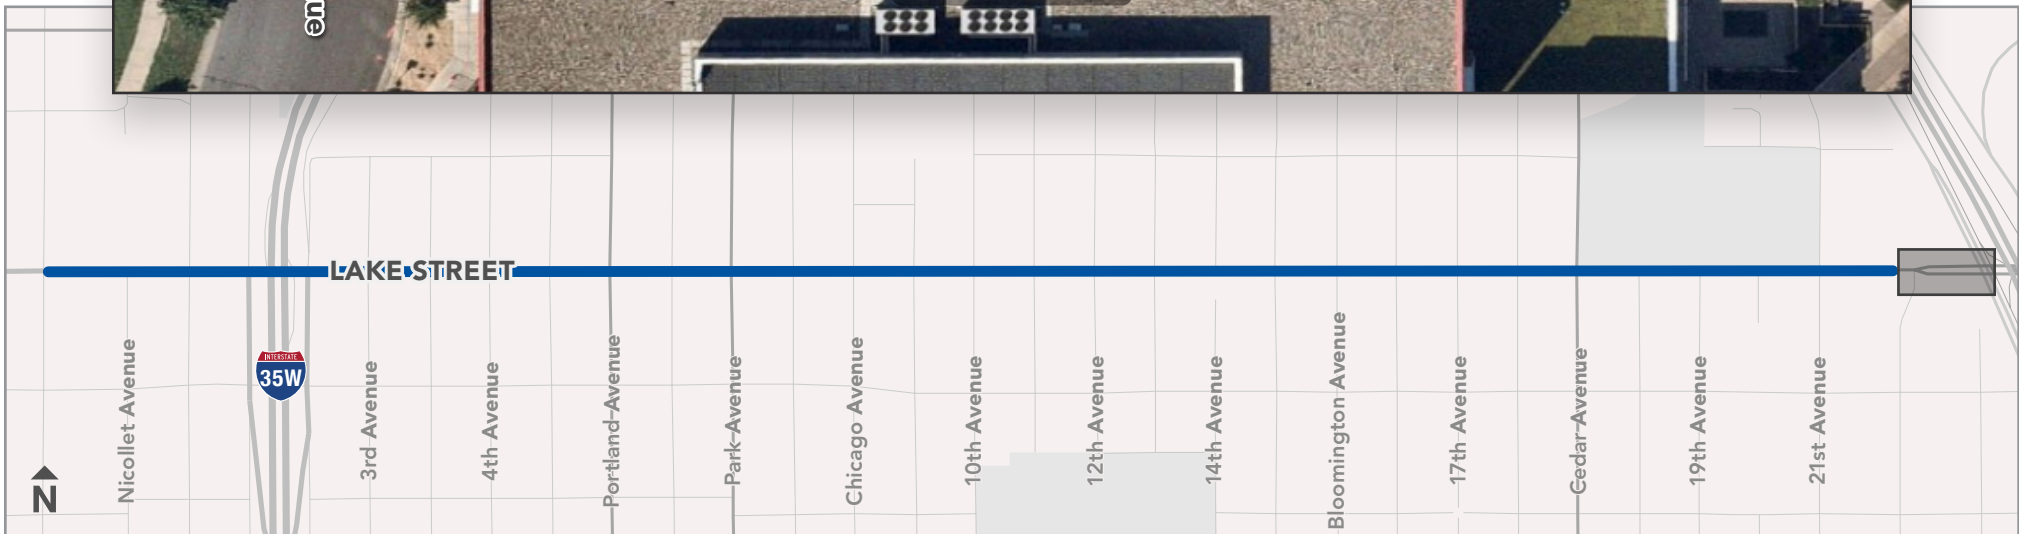 ue
LAKE STREET
INTERSTATE
35W
Nicollet Avenue
3rd Avenue
4th Avenue
Portland Avenue
Park Avenue
Chicago Avenue
10th Avenue
12th Avenue
14th Avenue
Bloomington Avenue
17th Avenue
Cedar Avenue
19th Avenue
21st Avenue
N